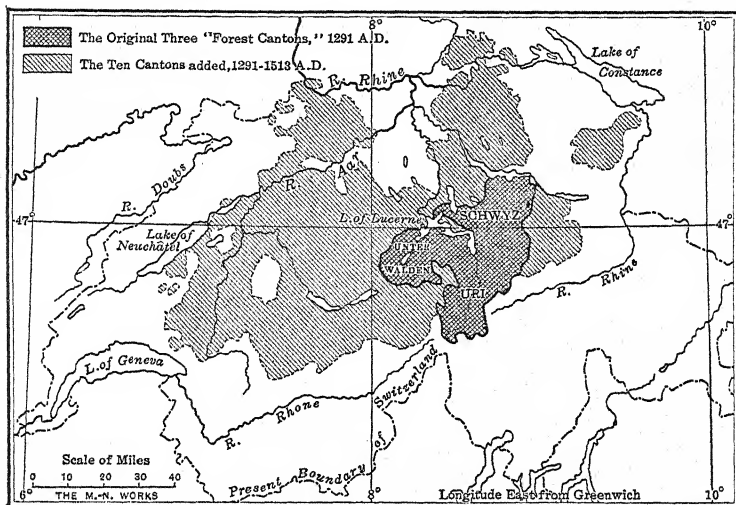 8°
10°
The Original Three "Forest Cantons," 1291 A.D.
The Ten Cantons added, 1291-1513 A.D.
R. Rhine
Lake of
Constance
R. Doubs
R. Aar
47°
47°
Lake of
Neuchâtel
L. of Lucerne
SCHWYZ
UNTER
WALDEN
URI
R. Rhine
L. of Geneva
R. Rhone
Present Boundary of Switzerland
Scale of Miles
0 10 20 30 40
6°
THE M.-N. WORKS
8°
Longitude East from Greenwich
10